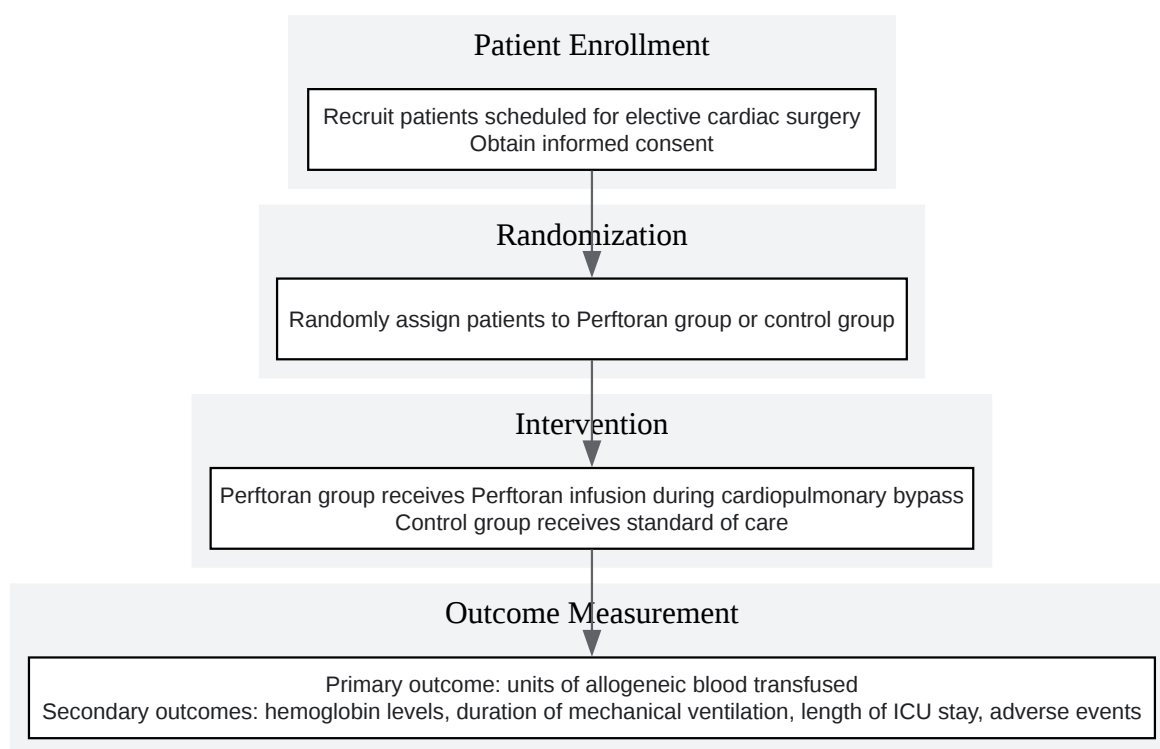 Patient Enrollment
Recruit patients scheduled for elective cardiac surgery
Obtain informed consent
Randomization
Randomly assign patients to Perftoran group or control group
Intervention
Perftoran group receives Perftoran infusion during cardiopulmonary bypass
Control group receives standard of care
Outcome Measurement
Primary outcome: units of allogeneic blood transfused
Secondary outcomes: hemoglobin levels, duration of mechanical ventilation, length of ICU stay, adverse events